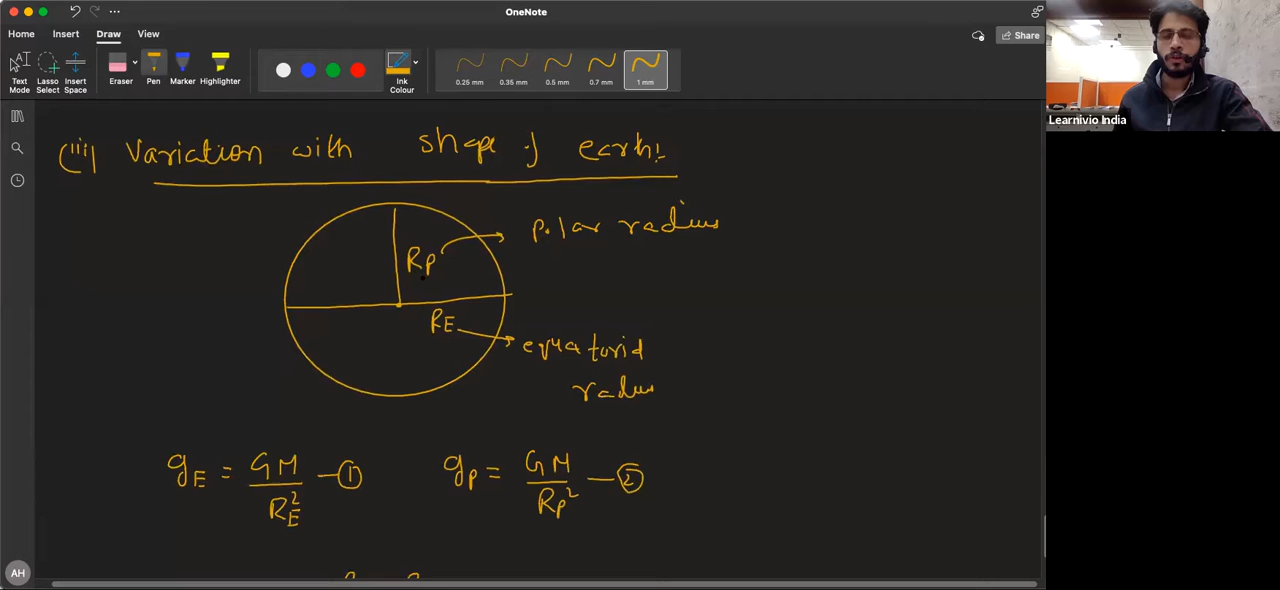 OneNote
Home Insert Draw View
Share
Text Mode
Lasso Select
Insert Space
Eraser
Pen
Marker
Highlighter
Ink Colour
0.25 mm
0.35 mm
0.5 mm
0.7 mm
1 mm
Learnivio India
(iii) Variation with shape of earth:
Rp
polar radius
RE
equatorial
radius
gE = GM/RE² —① gp = GM/Rp² —②
AH